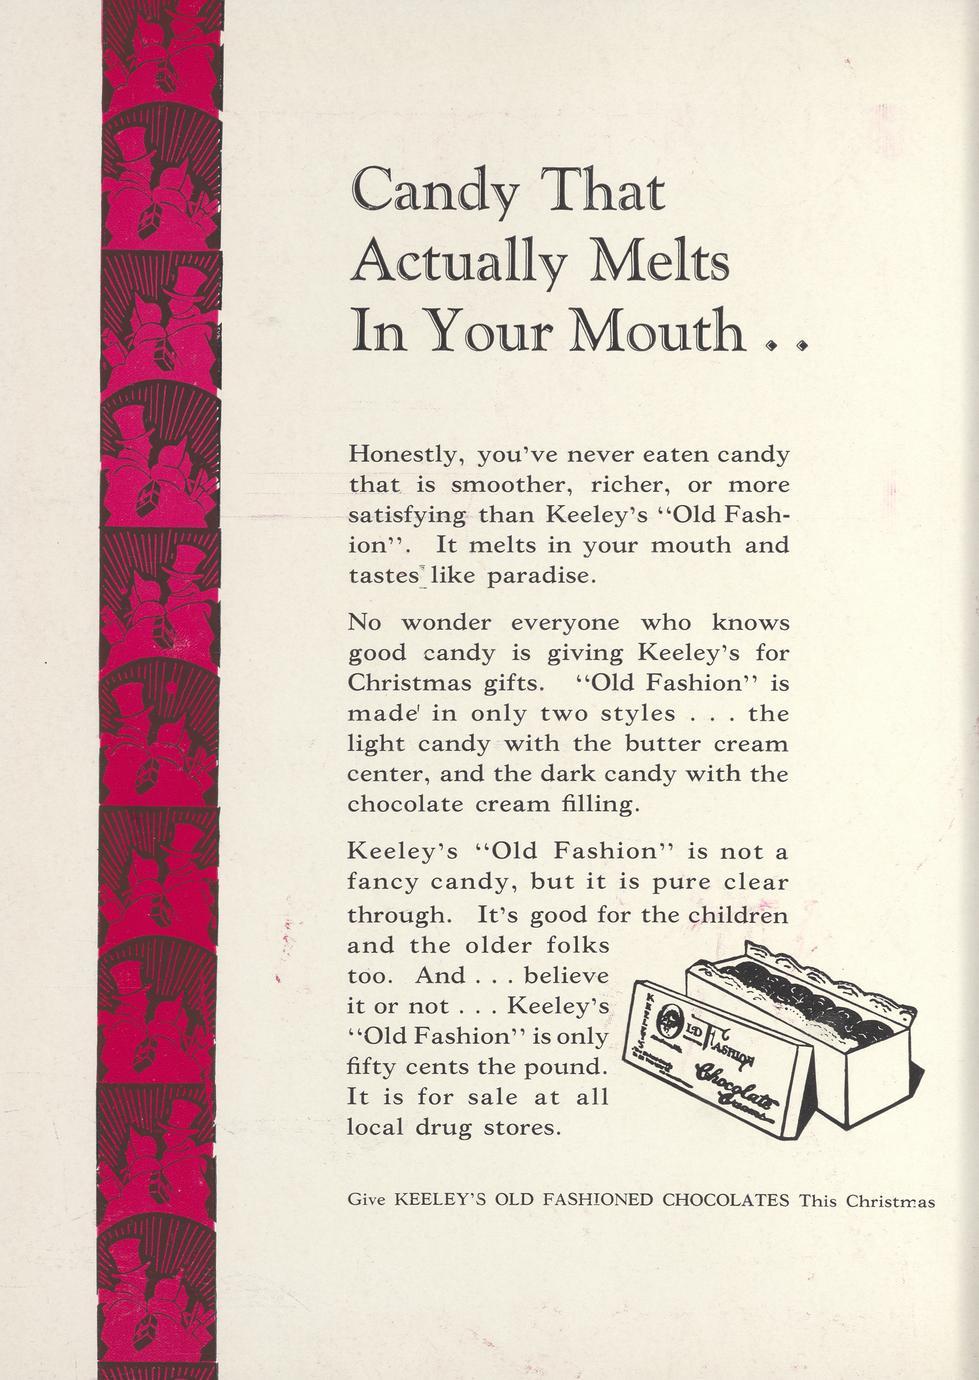 Candy That
Actually Melts
In Your Mouth . .
Honestly, you've never eaten candy
that is smoother, richer, or more
satisfying than Keeley's “Old Fash-
ion”. It melts in your mouth and
tastes like paradise.
No wonder everyone who knows
good candy is giving Keeley's for
Christmas gifts. “Old Fashion” is
made in only two styles . . . the
light candy with the butter cream
center, and the dark candy with the
chocolate cream filling.
Keeley's “Old Fashion” is not a
fancy candy, but it is pure clear
through. It's good for the children
and the older folks
too. And . . . believe
it or not . . . Keeley's
“Old Fashion” is only
fifty cents the pound.
It is for sale at all
local drug stores.
KEELEY'S
OLD FASHION
Chocolate
Creams
Give KEELEY'S OLD FASHIONED CHOCOLATES This Christmas